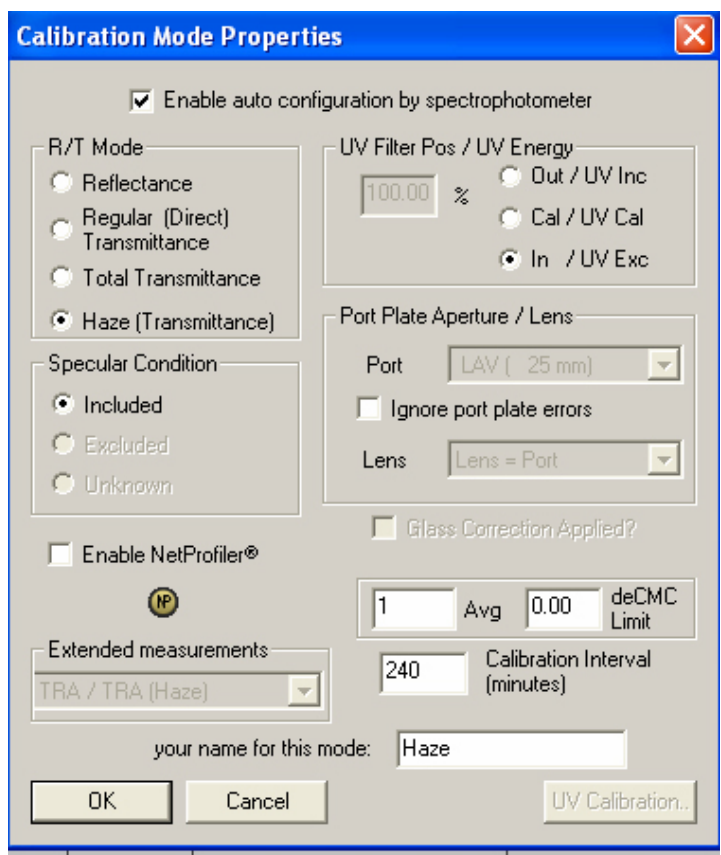 Calibration Mode Properties
Enable auto configuration by spectrophotometer
R/T Mode
Reflectance
Regular (Direct)
Transmittance
Total Transmittance
Haze (Transmittance)
UV Filter Pos / UV Energy
100.00 %
Out / UV Inc
Cal / UV Cal
In / UV Exc
Specular Condition
Included
Excluded
Unknown
Port Plate Aperture / Lens
Port LAV ( 25 mm)
Ignore port plate errors
Lens Lens = Port
Glass Correction Applied?
Enable NetProfiler®
NP
1 Avg 0.00 deCMC
Limit
Extended measurements
TRA / TRA (Haze)
240 Calibration Interval
(minutes)
your name for this mode: Haze
OK Cancel UV Calibration..